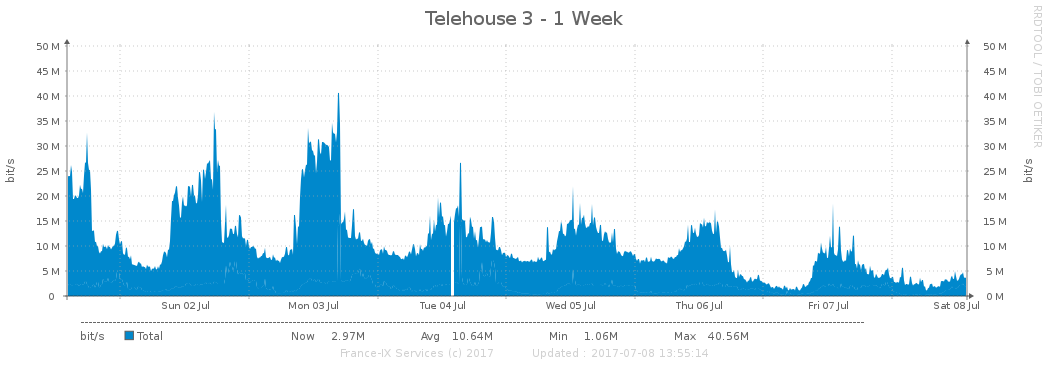 Telehouse 3 - 1 Week
RRDTOOL / TOBI OETIKER
50 M 50 M
45 M 45 M
40 M 40 M
35 M 35 M
30 M 30 M
25 M 25 M
20 M 20 M
15 M 15 M
10 M 10 M
5 M 5 M
0 0 M
bit/s bit/s
Sun 02 Jul Mon 03 Jul Tue 04 Jul Wed 05 Jul Thu 06 Jul Fri 07 Jul Sat 08 Jul
bit/s Total Now 2.97M Avg 10.64M Min 1.06M Max 40.56M
France-IX Services (c) 2017 Updated : 2017-07-08 13:55:14